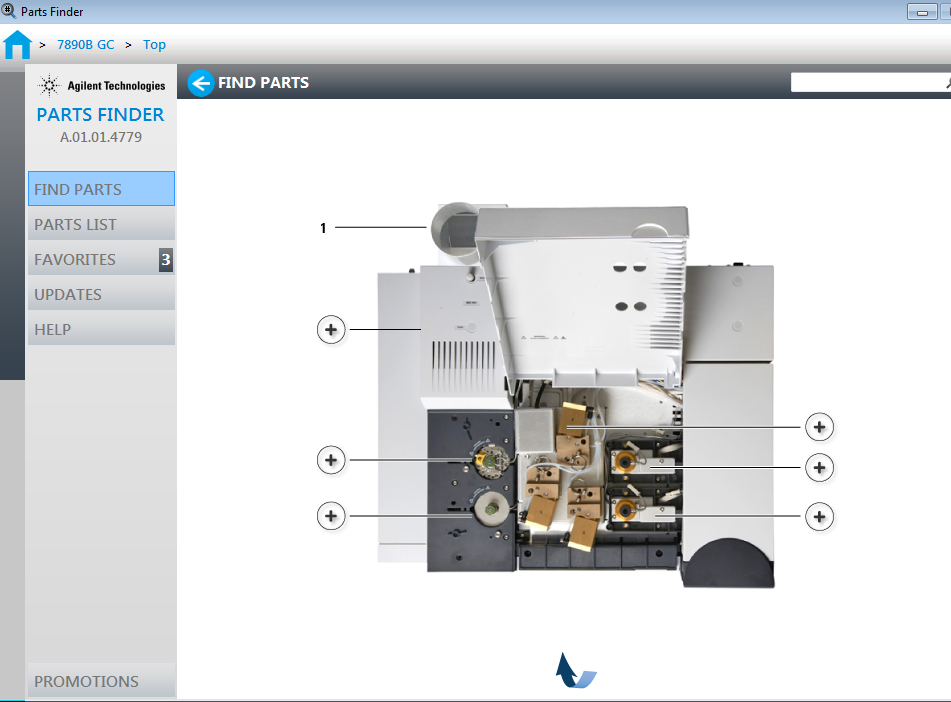 Parts Finder
> 7890B GC > Top
Agilent Technologies
PARTS FINDER
A.01.01.4779
FIND PARTS
PARTS LIST
FAVORITES 3
UPDATES
HELP
PROMOTIONS
FIND PARTS
1